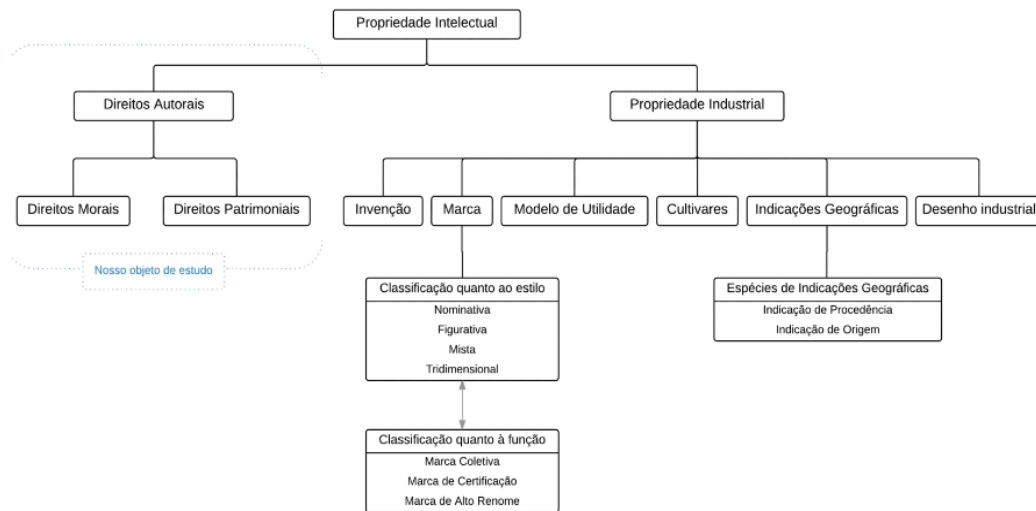 Propriedade Intelectual
Direitos Autorais
Propriedade Industrial
Direitos Morais
Direitos Patrimoniais
Invenção
Marca
Modelo de Utilidade
Cultivares
Indicações Geográficas
Desenho industrial
Nosso objeto de estudo
Classificação quanto ao estilo
Nominativa
Figurativa
Mista
Tridimensional
Espécies de Indicações Geográficas
Indicação de Procedência
Indicação de Origem
Classificação quanto à função
Marca Coletiva
Marca de Certificação
Marca de Alto Renome